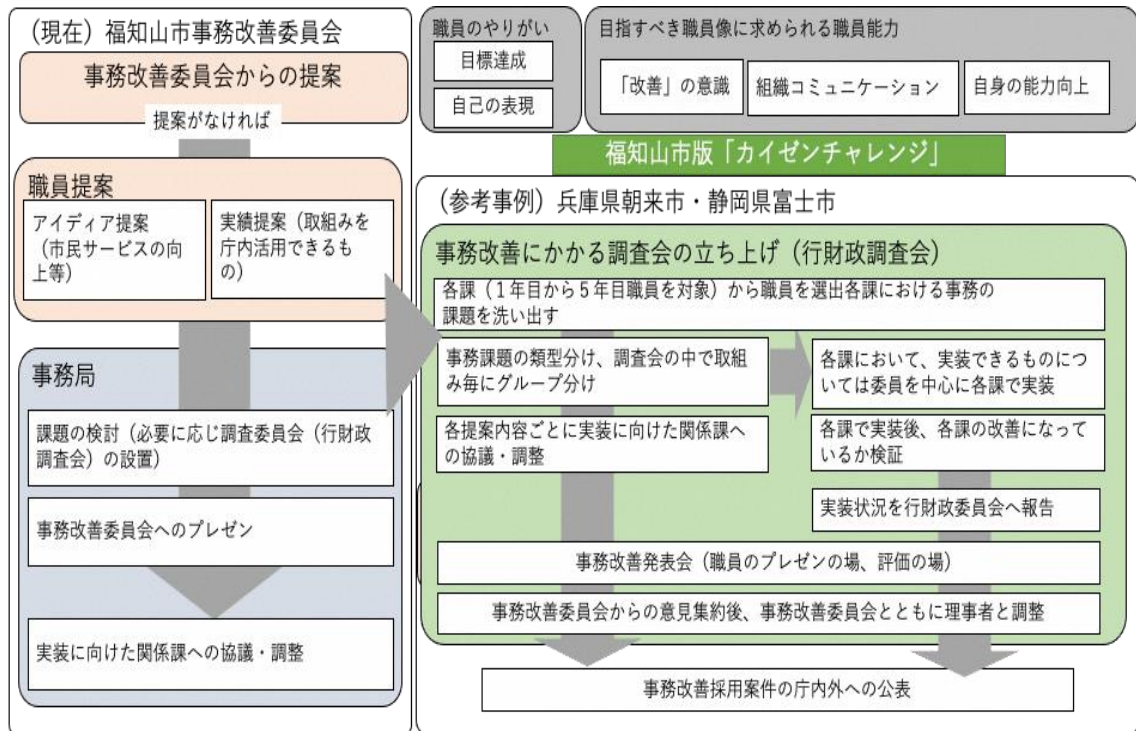 (現在)福知山市事務改善委員会
事務改善委員会からの提案
提案がなければ
職員提案
アイディア提案
(市民サービスの向
上等)
実績提案(取組みを
庁内活用できるも
の)
事務局
課題の検討(必要に応じ調査委員会(行財政
調査会)の設置)
事務改善委員会へのプレゼン
実装に向けた関係課への協議・調整
職員のやりがい
目標達成
自己の表現
目指すべき職員像に求められる職員能力
「改善」の意識
組織コミュニケーション
自身の能力向上
福知山市版「カイゼンチャレンジ」
(参考事例)兵庫県朝来市・静岡県富士市
事務改善にかかる調査会の立ち上げ(行財政調査会)
各課(1年目から5年目職員を対象)から職員を選出各課における事務の
課題を洗い出す
事務課題の類型分け、調査会の中で取組
み毎にグループ分け
各提案内容ごとに実装に向けた関係課へ
の協議・調整
各課において、実装できるものにつ
いては委員を中心に各課で実装
各課で実装後、各課の改善になって
いるか検証
実装状況を行財政委員会へ報告
事務改善発表会(職員のプレゼンの場、評価の場)
事務改善委員会からの意見集約後、事務改善委員会とともに理事者と調整
事務改善採用案件の庁内外への公表